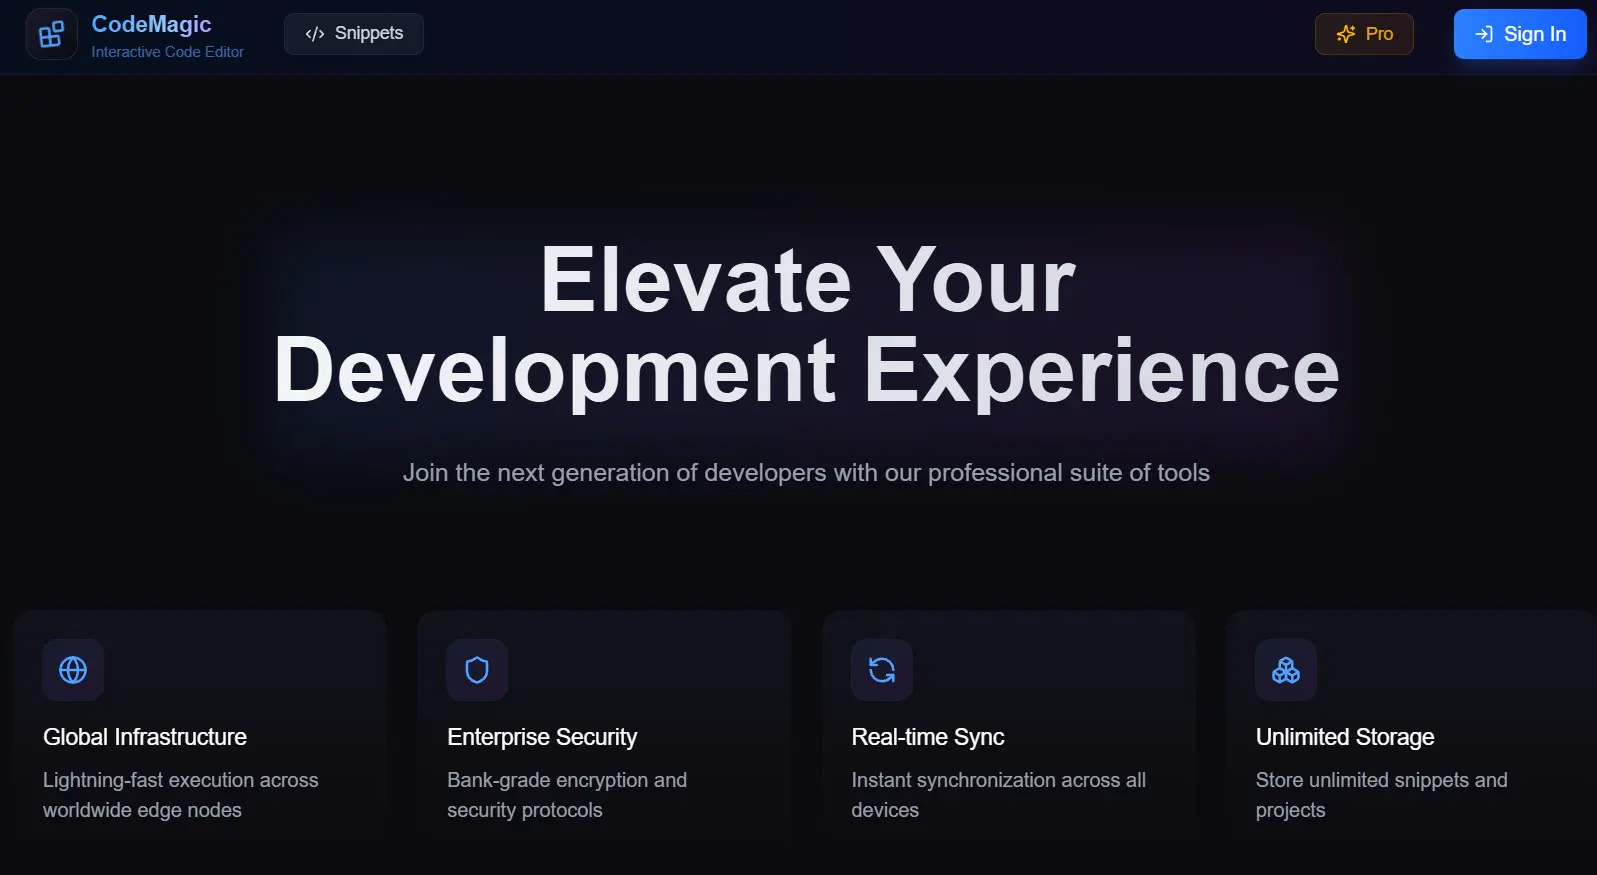 CodeMagic
Interactive Code Editor
Snippets
Pro
Sign In
Elevate Your
Development Experience
Join the next generation of developers with our professional suite of tools
Global Infrastructure
Lightning-fast execution across
worldwide edge nodes
Enterprise Security
Bank-grade encryption and
security protocols
Real-time Sync
Instant synchronization across all
devices
Unlimited Storage
Store unlimited snippets and
projects